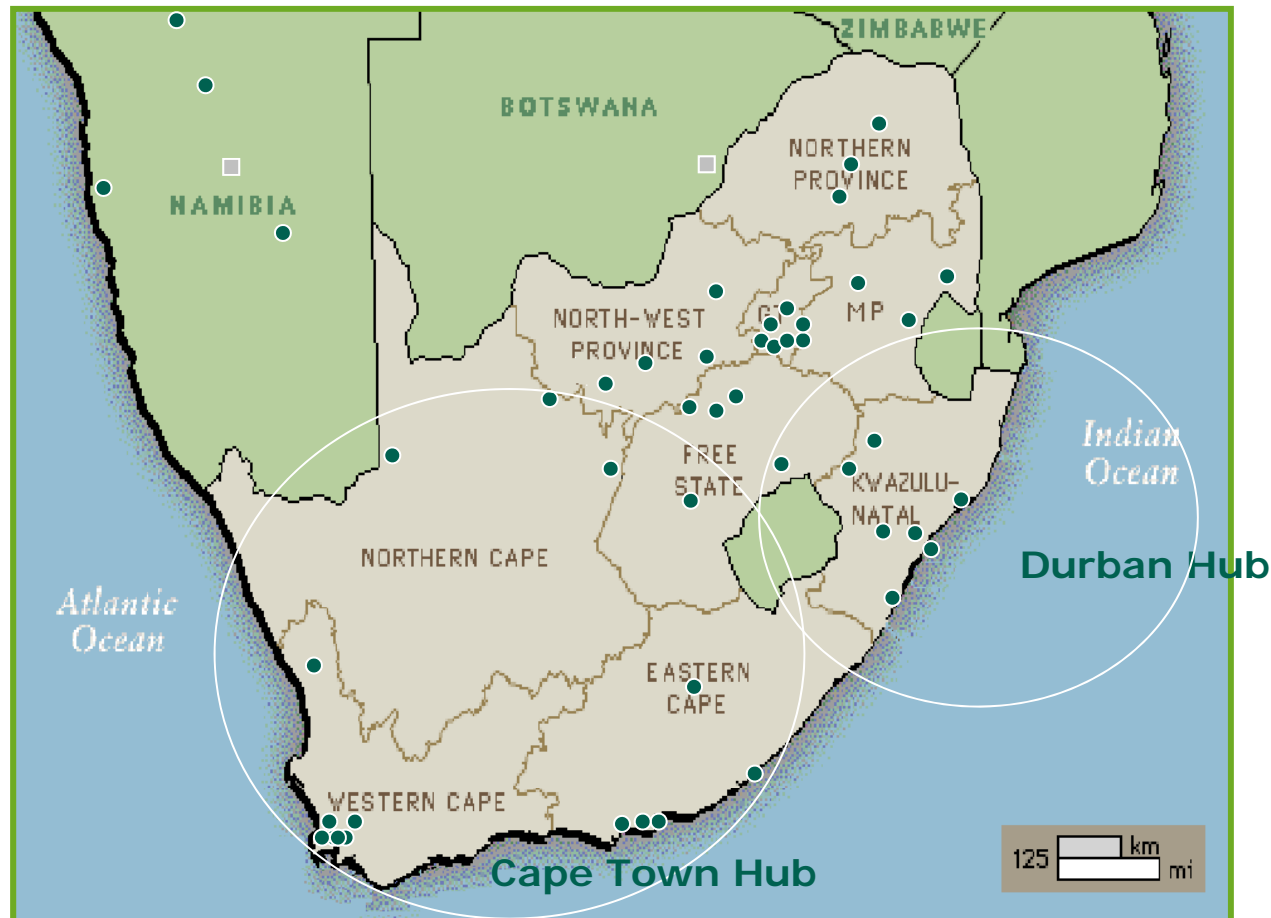 ZIMBABWE
BOTSWANA
NORTHERN
PROVINCE
NAMIBIA
NORTH-WEST
PROVINCE
MP
FREE
STATE
KWAZULU-
NATAL
Indian
Ocean
NORTHERN CAPE
Durban Hub
Atlantic
Ocean
EASTERN
CAPE
WESTERN CAPE
Cape Town Hub
125 km
mi